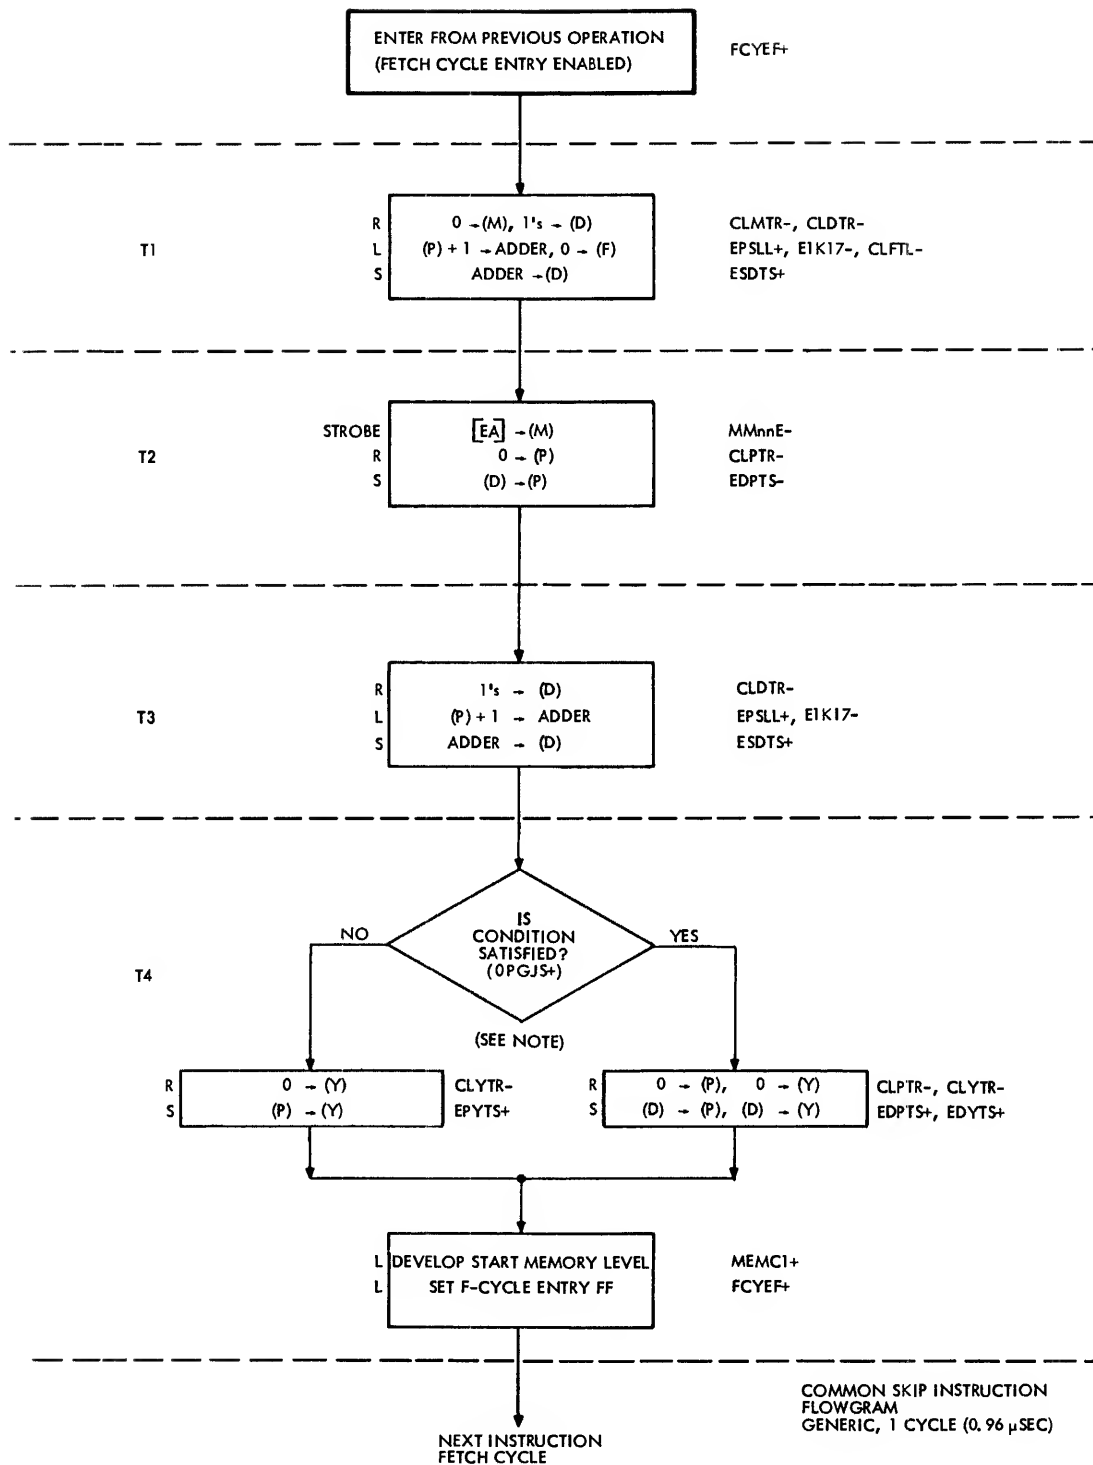 ENTER FROM PREVIOUS OPERATION
(FETCH CYCLE ENTRY ENABLED)
FCYEF+
T1
R 0 → (M), 1's → (D) CLMTR-, CLDTR-
L (P) + 1 → ADDER, 0 → (F) EPSLL+, E1K17-, CLFTL-
S ADDER → (D) ESDTS+
T2
STROBE [EA] → (M) MMnnE-
R 0 → (P) CLPTR-
S (D) → (P) EDPTS-
T3
R 1's → (D) CLDTR-
L (P) + 1 → ADDER EPSLL+, E1K17-
S ADDER → (D) ESDTS+
T4
IS
CONDITION
SATISFIED?
(0PGJS+)
NO
YES
(SEE NOTE)
R 0 → (Y) CLYTR-
S (P) → (Y) EPYTS+
R 0 → (P), 0 → (Y) CLPTR-, CLYTR-
S (D) → (P), (D) → (Y) EDPTS+, EDYTS+
L DEVELOP START MEMORY LEVEL MEMC1+
L SET F-CYCLE ENTRY FF FCYEF+
COMMON SKIP INSTRUCTION
FLOWGRAM
GENERIC, 1 CYCLE (0.96 μSEC)
NEXT INSTRUCTION
FETCH CYCLE